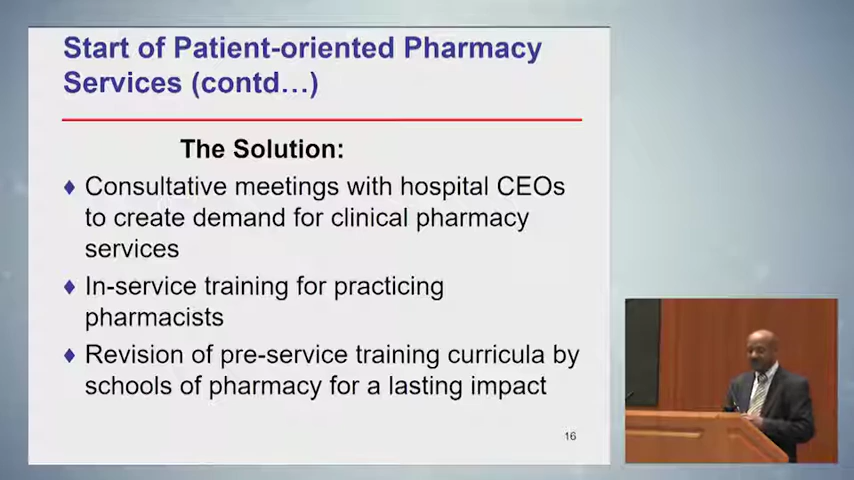 Start of Patient-oriented Pharmacy
Services (contd…)
The Solution:
♦ Consultative meetings with hospital CEOs
to create demand for clinical pharmacy
services
♦ In-service training for practicing
pharmacists
♦ Revision of pre-service training curricula by
schools of pharmacy for a lasting impact
16